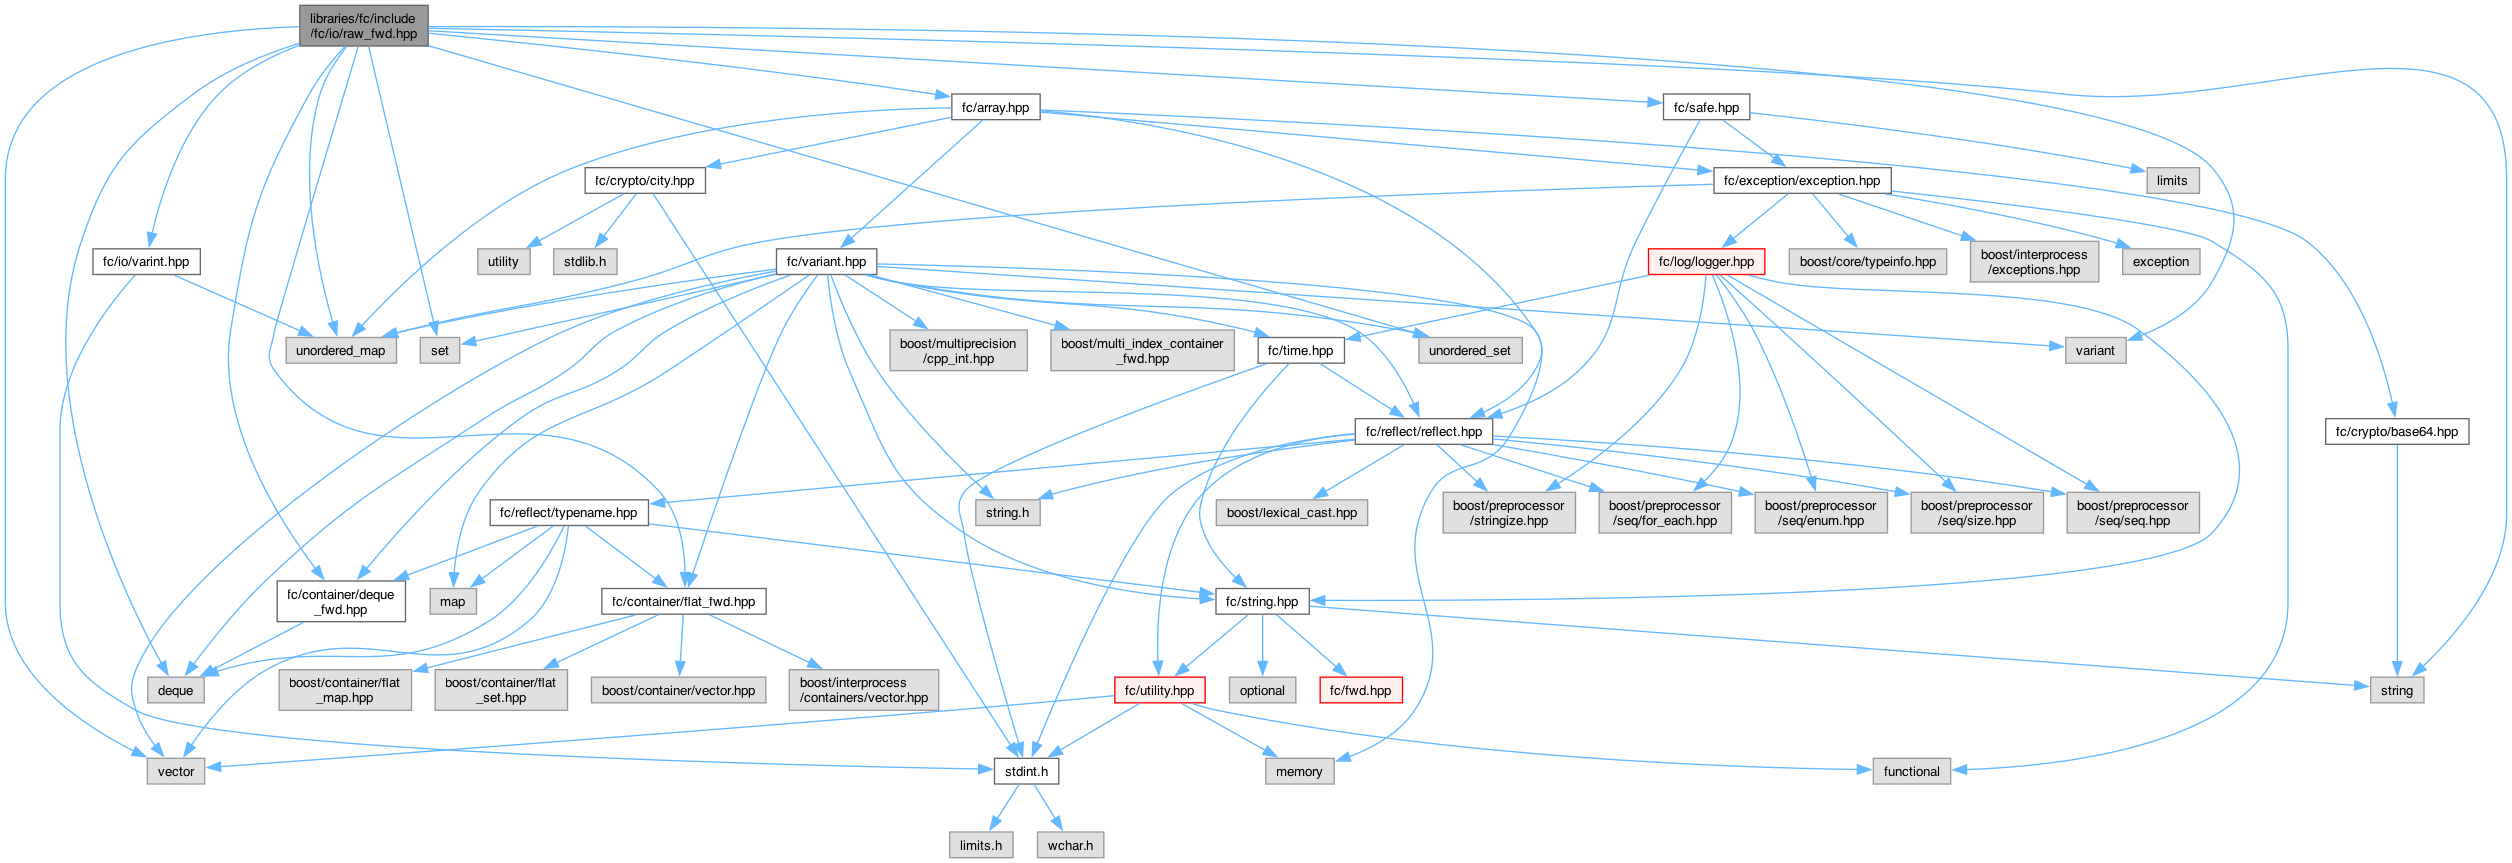 libraries/fc/include
/fc/io/raw_fwd.hpp
fc/array.hpp
fc/safe.hpp
fc/crypto/city.hpp
fc/exception/exception.hpp
limits
fc/io/varint.hpp
utility
stdlib.h
fc/variant.hpp
fc/log/logger.hpp
boost/core/typeinfo.hpp
boost/interprocess
/exceptions.hpp
exception
unordered_map
set
boost/multiprecision
/cpp_int.hpp
boost/multi_index_container
_fwd.hpp
fc/time.hpp
unordered_set
variant
fc/reflect/reflect.hpp
fc/crypto/base64.hpp
fc/reflect/typename.hpp
string.h
boost/lexical_cast.hpp
boost/preprocessor
/stringize.hpp
boost/preprocessor
/seq/for_each.hpp
boost/preprocessor
/seq/enum.hpp
boost/preprocessor
/seq/size.hpp
boost/preprocessor
/seq/seq.hpp
fc/container/deque
_fwd.hpp
map
fc/container/flat_fwd.hpp
fc/string.hpp
deque
boost/container/flat
_map.hpp
boost/container/flat
_set.hpp
boost/container/vector.hpp
boost/interprocess
/containers/vector.hpp
fc/utility.hpp
optional
fc/fwd.hpp
string
vector
stdint.h
memory
functional
limits.h
wchar.h